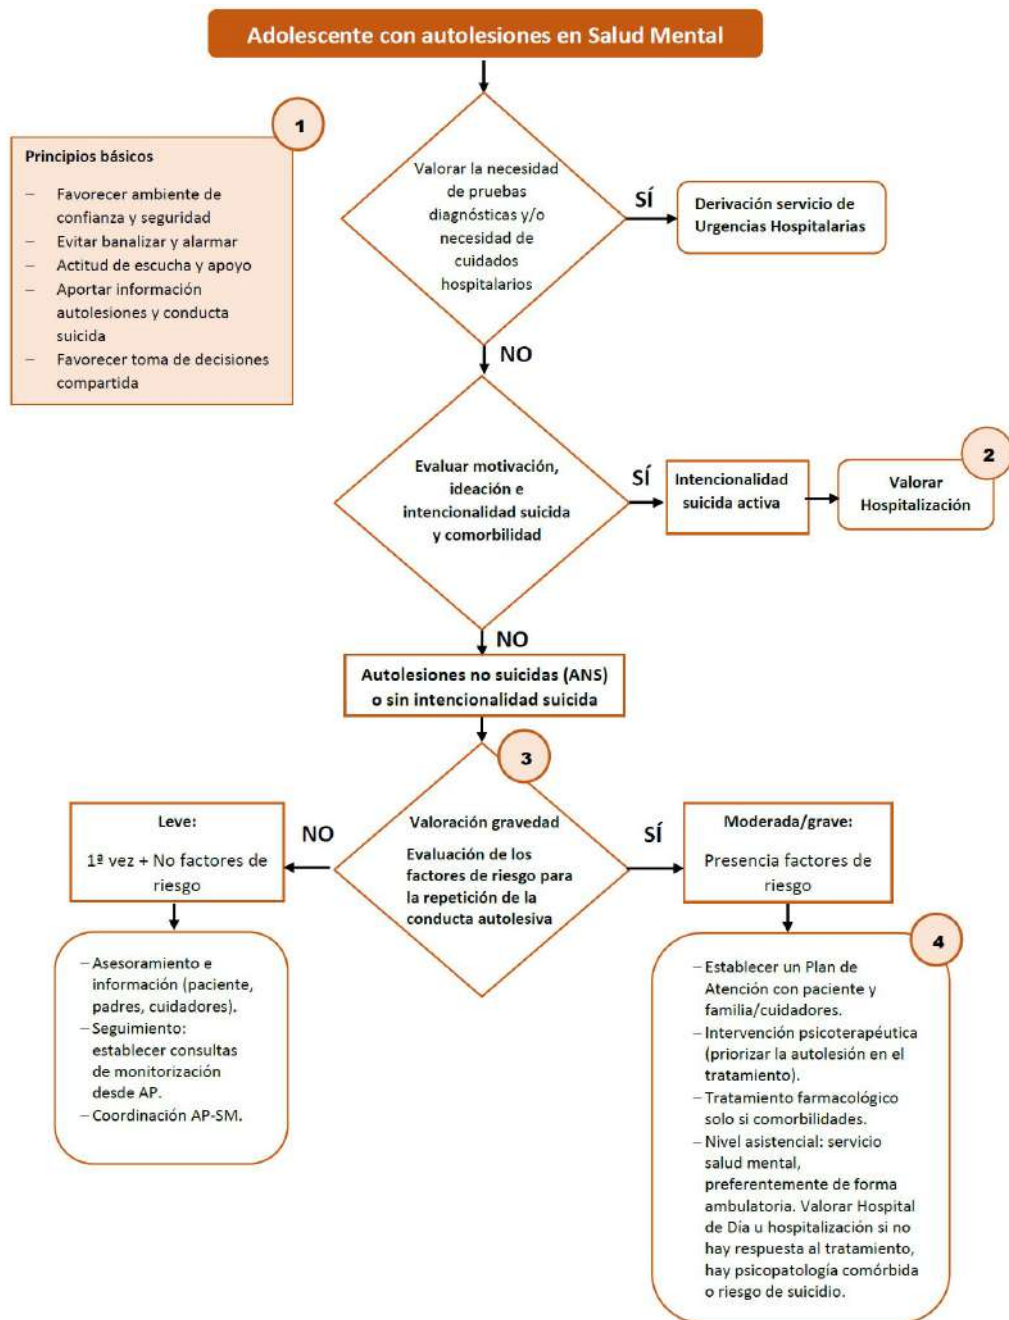 Adolescente con autolesiones en Salud Mental
1
Principios básicos
– Favorecer ambiente de
confianza y seguridad
– Evitar banalizar y alarmar
– Actitud de escucha y apoyo
– Aportar información
autolesiones y conducta
suicida
– Favorecer toma de decisiones
compartida
Valorar la necesidad
de pruebas
diagnósticas y/o
necesidad de
cuidados
hospitalarios
SÍ
Derivación servicio de
Urgencias Hospitalarias
NO
Evaluar motivación,
ideación e
intencionalidad suicida
y comorbilidad
SÍ
Intencionalidad
suicida activa
2
Valorar
Hospitalización
NO
Autolesiones no suicidas (ANS)
o sin intencionalidad suicida
3
Valoración gravedad
Evaluación de los
factores de riesgo para
la repetición de la
conducta autolesiva
NO
Leve:
1ª vez + No factores de
riesgo
– Asesoramiento e
información (paciente,
padres, cuidadores).
– Seguimiento:
establecer consultas
de monitorización
desde AP.
– Coordinación AP-SM.
SÍ
Moderada/grave:
Presencia factores de
riesgo
4
– Establecer un Plan de
Atención con paciente y
familia/cuidadores.
– Intervención psicoterapéutica
(priorizar la autolesión en el
tratamiento).
– Tratamiento farmacológico
solo si comorbilidades.
– Nivel asistencial: servicio
salud mental,
preferentemente de forma
ambulatoria. Valorar Hospital
de Día u hospitalización si no
hay respuesta al tratamiento,
hay psicopatología comórbida
o riesgo de suicidio.